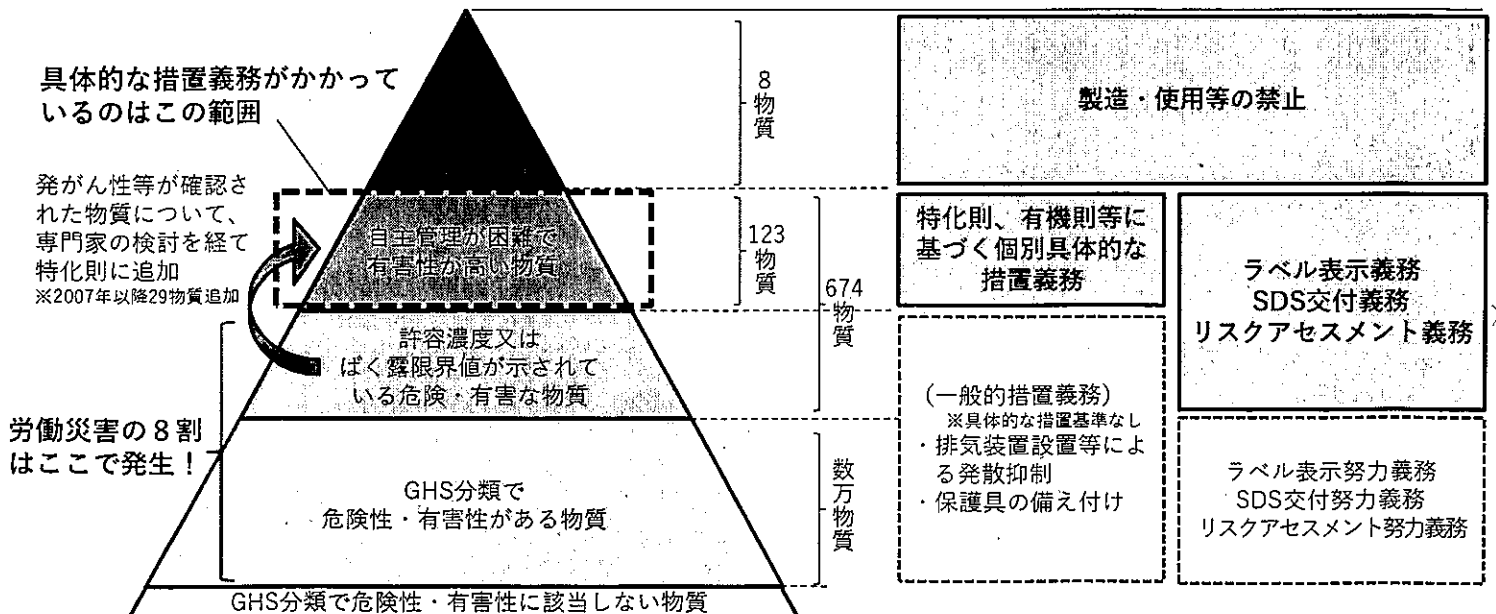 具体的な措置義務がかかって
いるのはこの範囲
発がん性等が確認さ
れた物質について、
専門家の検討を経て
特化則に追加
※2007年以降29物質追加
労働災害の8割
はここで発生！
自主管理が困難で
有害性が高い物質
許容濃度又は
ばく露限界値が示されて
いる危険・有害な物質
GHS分類で
危険性・有害性がある物質
GHS分類で危険性・有害性に該当しない物質
8物質
123物質
674物質
数万物質
製造・使用等の禁止
特化則、有機則等に
基づく個別具体的な
措置義務
ラベル表示義務
SDS交付義務
リスクアセスメント義務
（一般的措置義務）
※具体的な措置基準なし
・排気装置設置等によ
る発散抑制
・保護具の備え付け
ラベル表示努力義務
SDS交付努力義務
リスクアセスメント努力義務